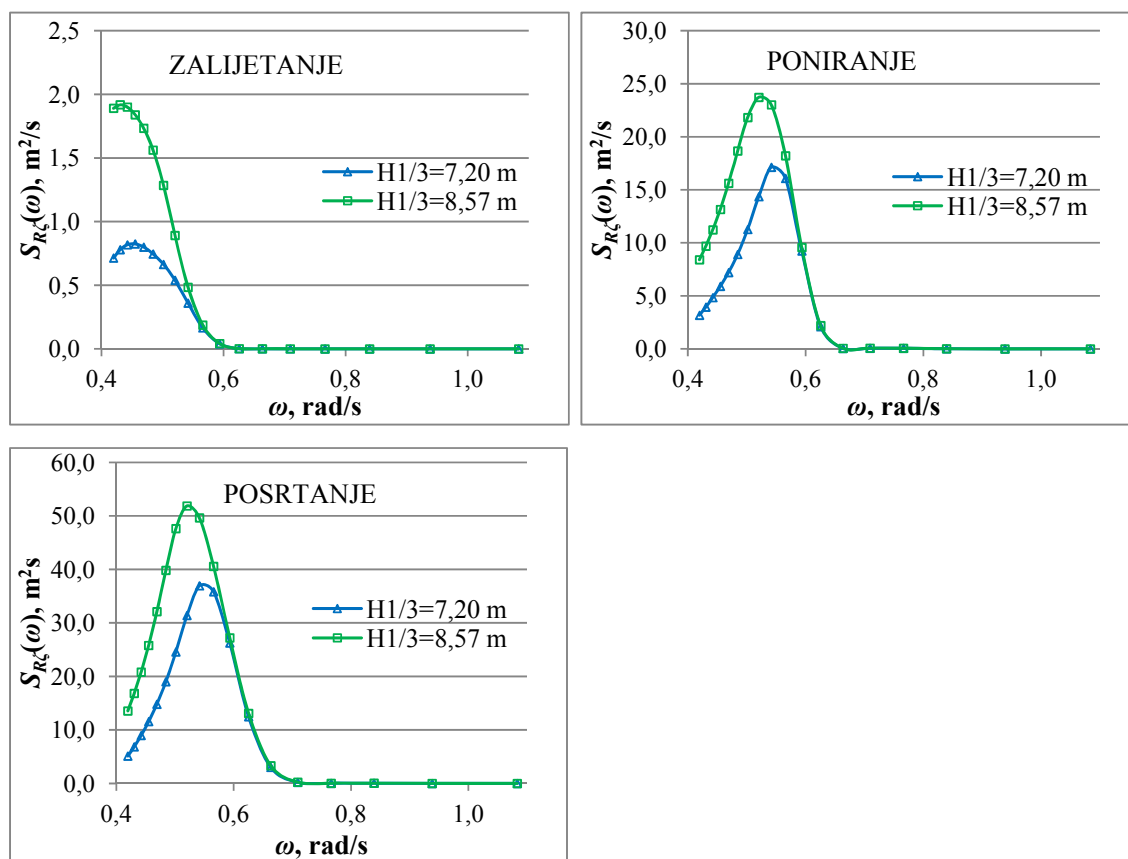 ZALIJETANJE
2,5
2,0
1,5
1,0
0,5
0,0
S_Rζ(ω), m²/s
H1/3=7,20 m
H1/3=8,57 m
0,4 0,6 0,8 1,0
ω, rad/s
PONIRANJE
30,0
25,0
20,0
15,0
10,0
5,0
0,0
S_Rζ(ω), m²/s
H1/3=7,20 m
H1/3=8,57 m
0,4 0,6 0,8 1,0
ω, rad/s
POSRTANJE
60,0
50,0
40,0
30,0
20,0
10,0
0,0
S_Rζ(ω), m²s
H1/3=7,20 m
H1/3=8,57 m
0,4 0,6 0,8 1,0
ω, rad/s